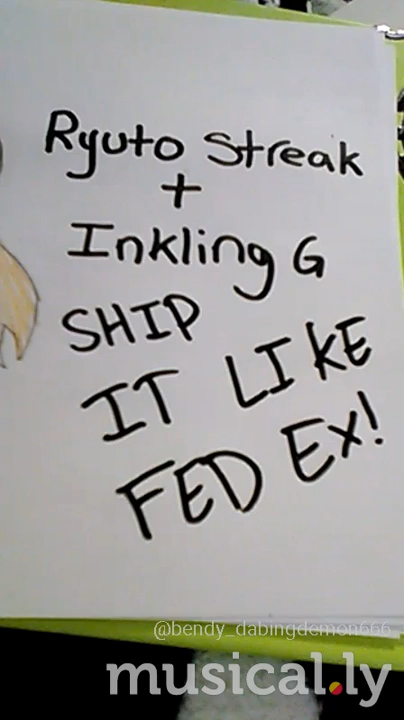 Ryuto Streak
+
Inkling G
SHIP
IT LIKE
FED EX!
@bendy_dabingdemon666
musical.ly